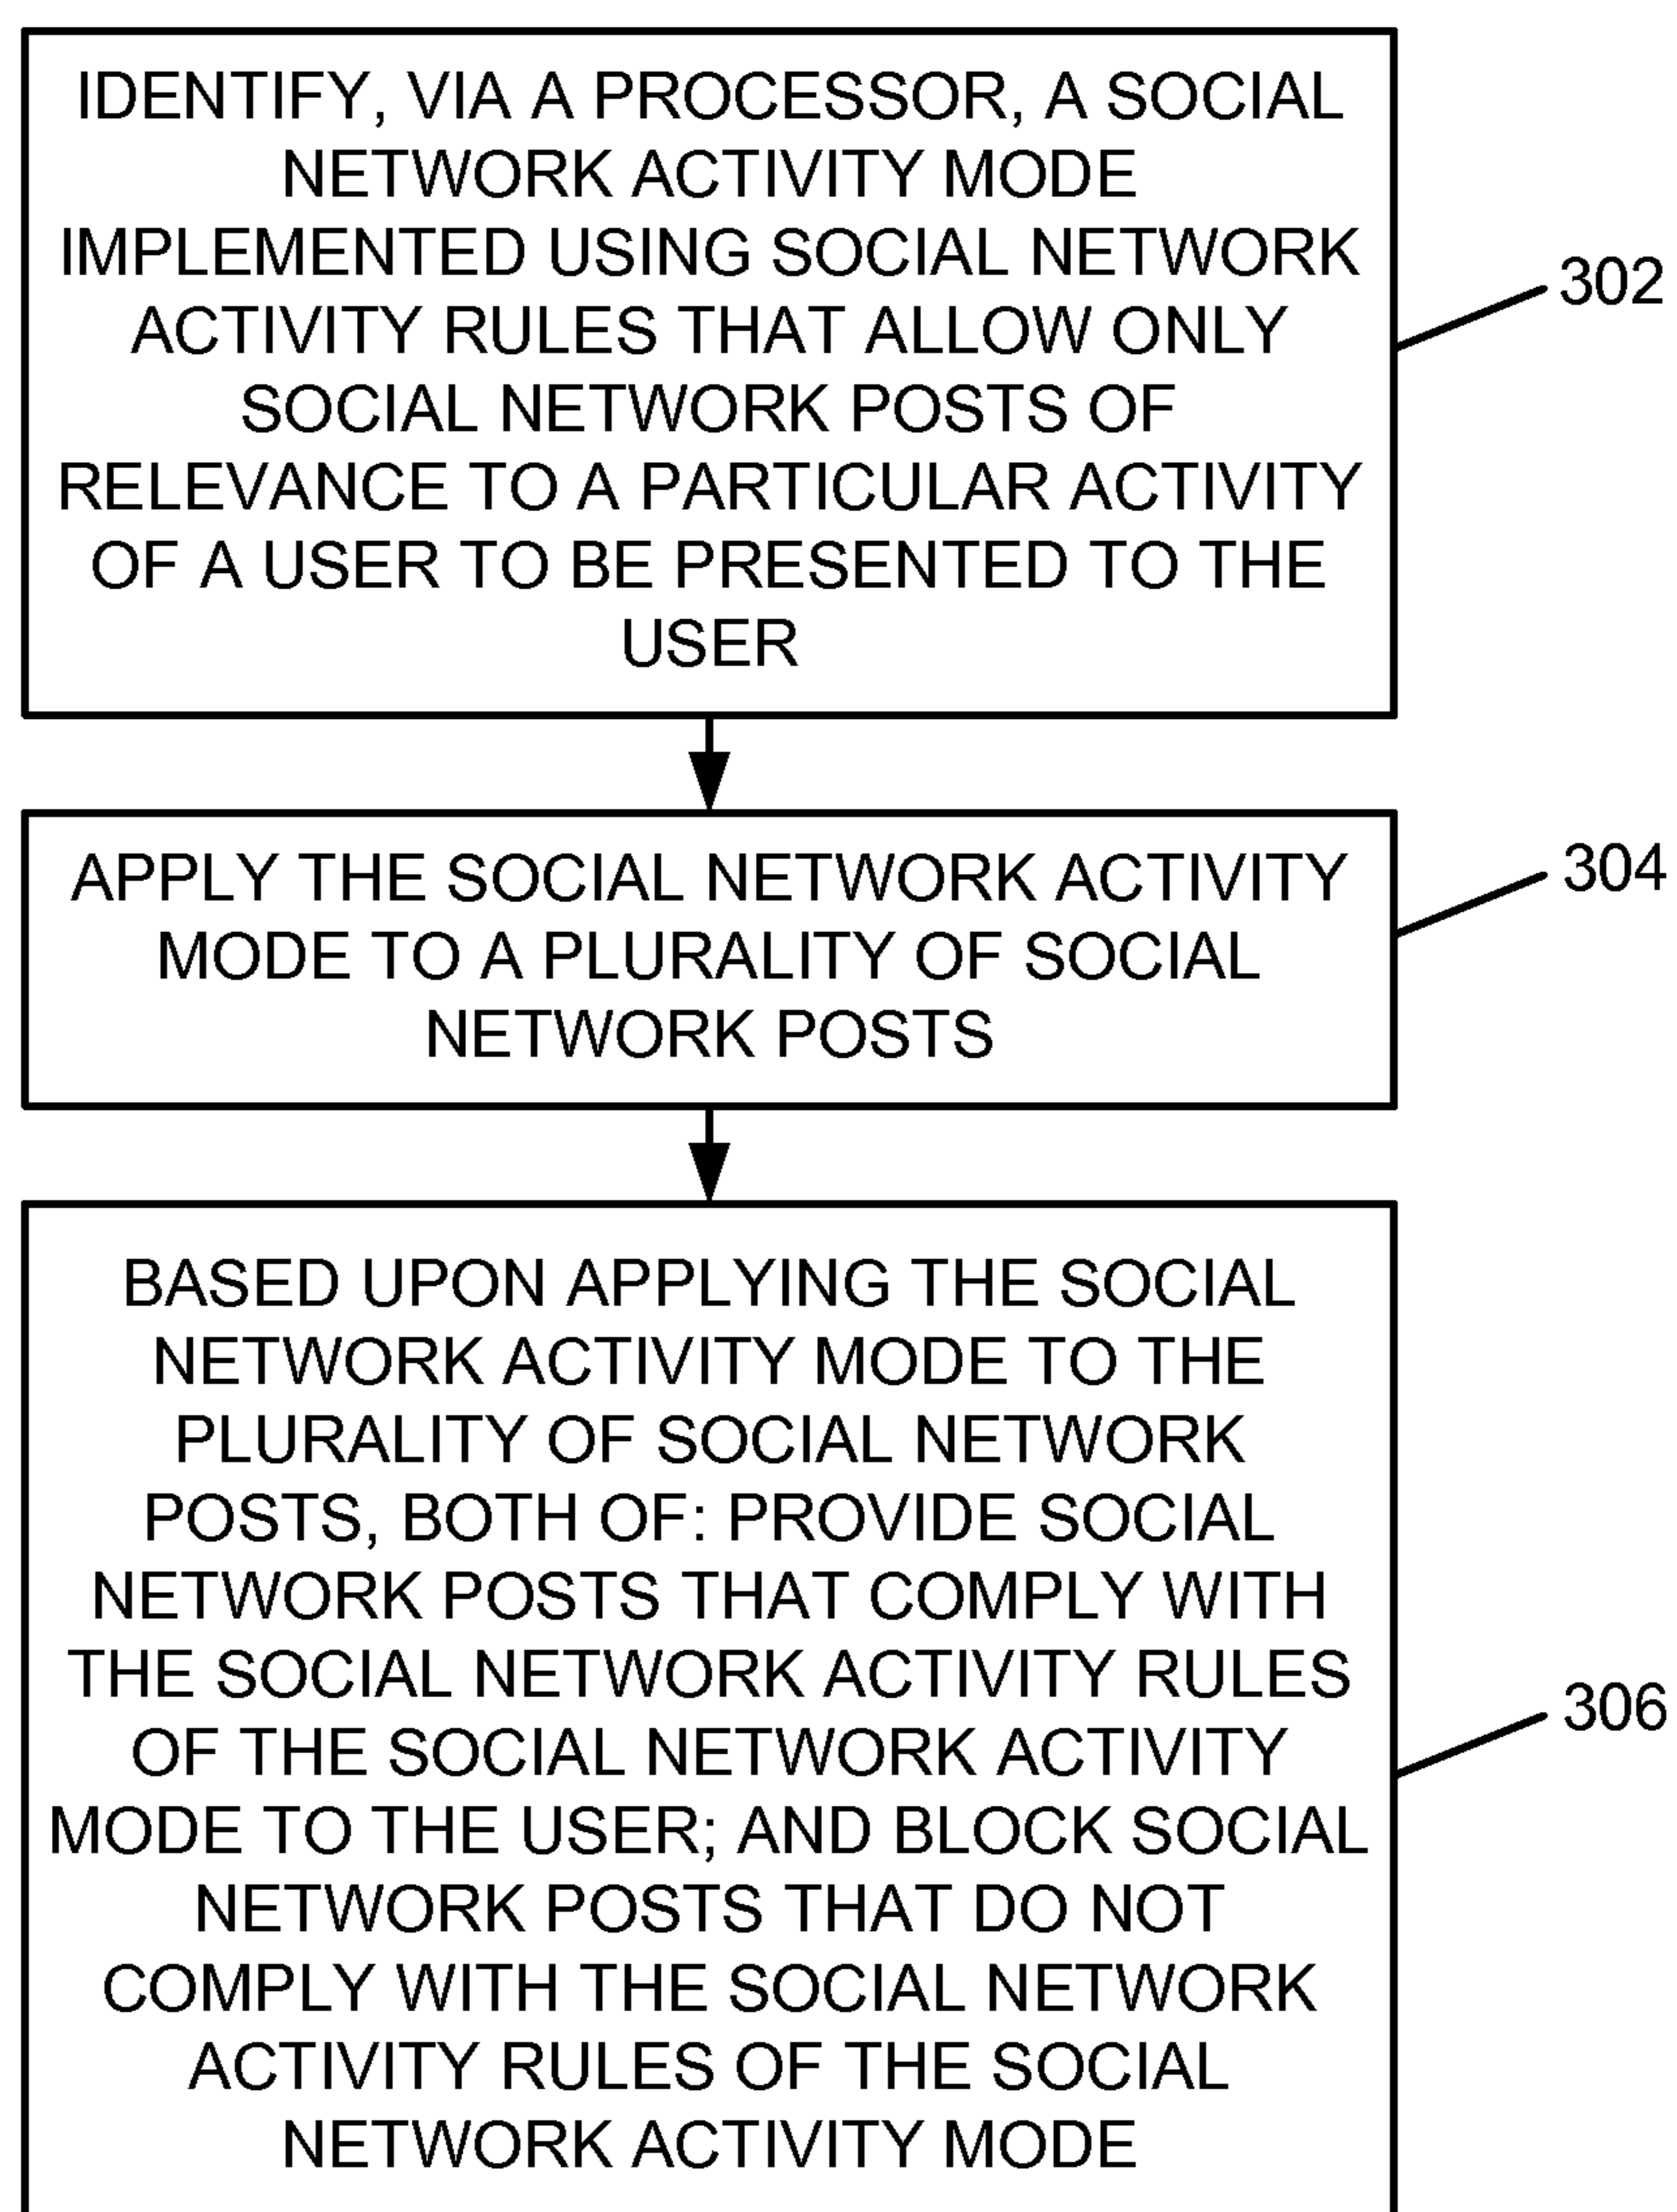 IDENTIFY, VIA A PROCESSOR, A SOCIAL
NETWORK ACTIVITY MODE
IMPLEMENTED USING SOCIAL NETWORK
ACTIVITY RULES THAT ALLOW ONLY
SOCIAL NETWORK POSTS OF
RELEVANCE TO A PARTICULAR ACTIVITY
OF A USER TO BE PRESENTED TO THE
USER
302
APPLY THE SOCIAL NETWORK ACTIVITY
MODE TO A PLURALITY OF SOCIAL
NETWORK POSTS
304
BASED UPON APPLYING THE SOCIAL
NETWORK ACTIVITY MODE TO THE
PLURALITY OF SOCIAL NETWORK
POSTS, BOTH OF: PROVIDE SOCIAL
NETWORK POSTS THAT COMPLY WITH
THE SOCIAL NETWORK ACTIVITY RULES
OF THE SOCIAL NETWORK ACTIVITY
MODE TO THE USER; AND BLOCK SOCIAL
NETWORK POSTS THAT DO NOT
COMPLY WITH THE SOCIAL NETWORK
ACTIVITY RULES OF THE SOCIAL
NETWORK ACTIVITY MODE
306